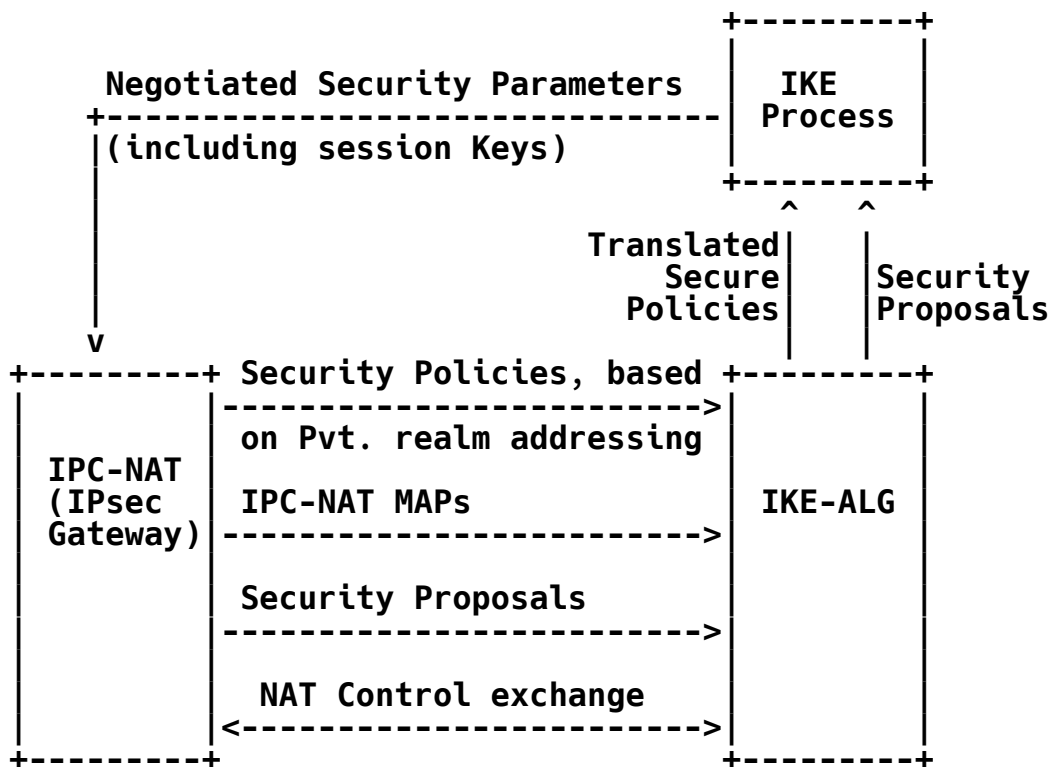 Negotiated Security Parameters
(including session Keys)
IKE
Process
Translated
Secure
Policies
Security
Proposals
Security Policies, based
on Pvt. realm addressing
IPC-NAT
(IPsec
Gateway)
IPC-NAT MAPs
IKE-ALG
Security Proposals
NAT Control exchange